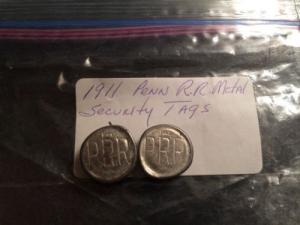 1911 PENN R.R. Metal
Security TAgS
PRR PRR